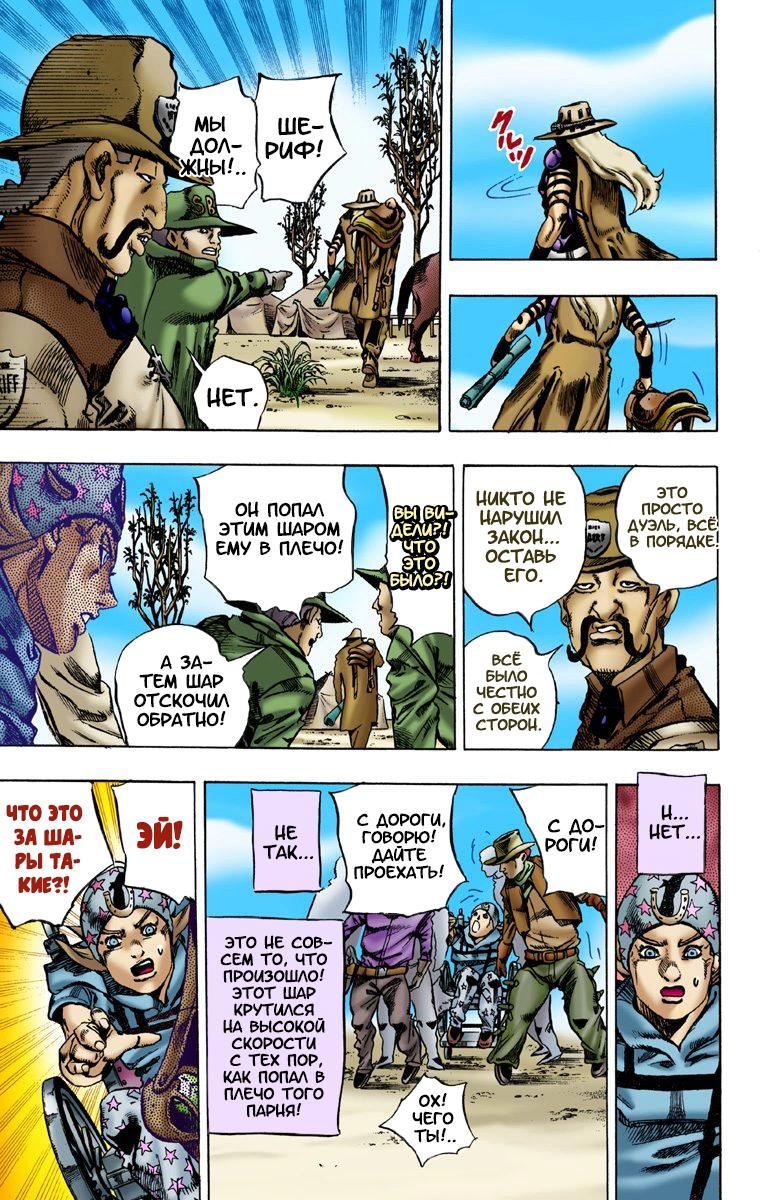 グルッ
ШЕ-
РИФ!
МЫ
ДОЛ-
ЖНЫ!..
НЕТ.
ЭТО
ПРОСТО
ДУЭЛЬ, ВСЁ
В ПОРЯДКЕ!
НИКТО НЕ
НАРУШИЛ
ЗАКОН...
ОСТАВЬ
ЕГО.
ВСЁ
БЫЛО
ЧЕСТНО
С ОБЕИХ
СТОРОН.
ВЫ ВИ-
ДЕЛИ?!
ЧТО
ЭТО
БЫЛО?!
ОН ПОПАЛ
ЭТИМ ШАРОМ
ЕМУ В ПЛЕЧО!
А ЗА-
ТЕМ ШАР
ОТСКОЧИЛ
ОБРАТНО!
Н...
НЕТ...
С ДО-
РОГИ!
С ДОРОГИ,
ГОВОРЮ!
ДАЙТЕ
ПРОЕХАТЬ!
ОХ!
ЧЕГО
ТЫ!..
НЕ
ТАК...
ЭТО НЕ СОВ-
СЕМ ТО, ЧТО
ПРОИЗОШЛО!
ЭТОТ ШАР
КРУТИЛСЯ
НА ВЫСОКОЙ
СКОРОСТИ
С ТЕХ ПОР,
КАК ПОПАЛ В
ПЛЕЧО ТОГО
ПАРНЯ!
ЭЙ!
ЧТО ЭТО
ЗА ША-
РЫ ТА-
КИЕ?!